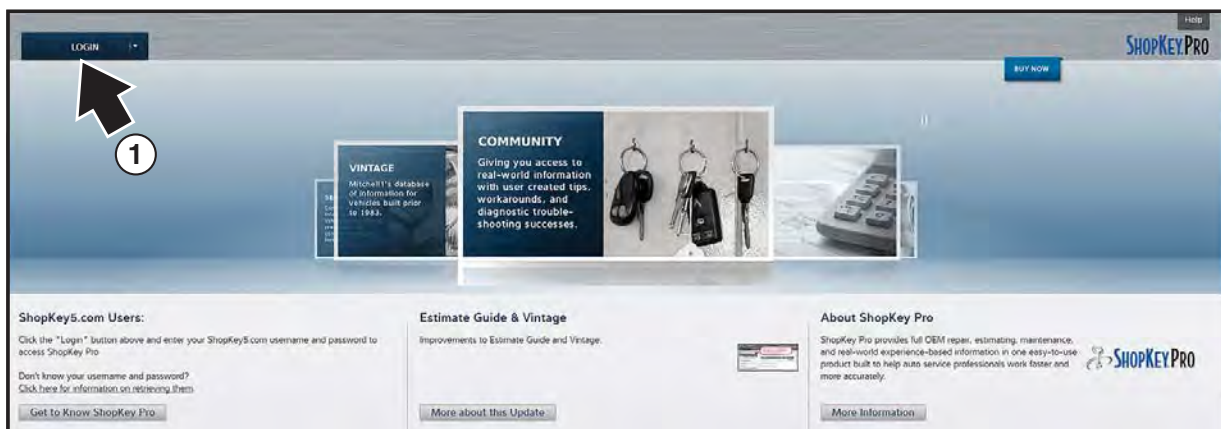 Help
LOGIN
SHOPKEY PRO
BUY NOW
1
VINTAGE
Mitchell1's database
of information for
vehicles built prior
to 1983.
COMMUNITY
Giving you access to
real-world information
with user created tips,
workarounds, and
diagnostic trouble-
shooting successes.
ShopKey5.com Users:
Click the "Login" button above and enter your ShopKey5.com username and password to
access ShopKey Pro
Don't know your username and password?
Click here for information on retrieving them.
Get to Know ShopKey Pro
Estimate Guide & Vintage
Improvements to Estimate Guide and Vintage.
More about this Update
About ShopKey Pro
ShopKey Pro provides full OEM repair, estimating, maintenance,
and real-world experience-based information in one easy-to-use
product built to help auto service professionals work faster and
more accurately.
SHOPKEY PRO
More Information